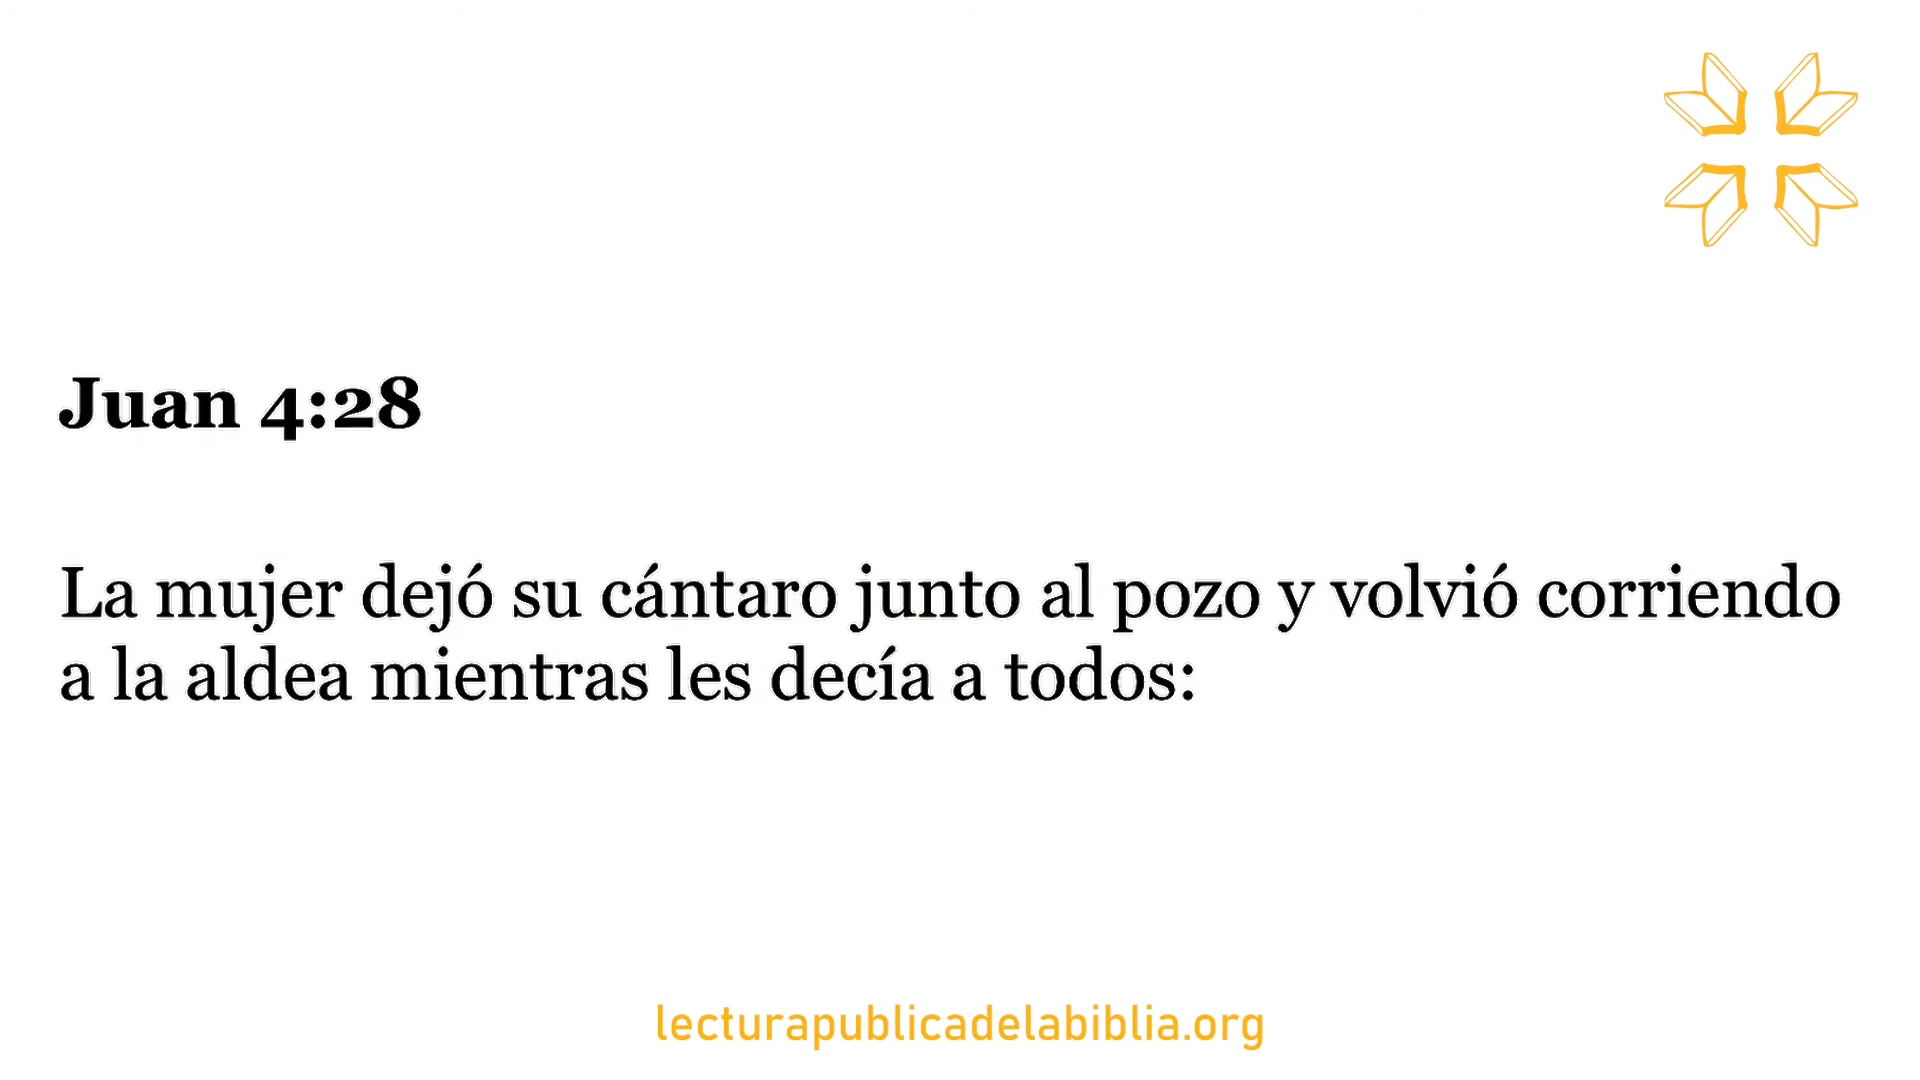 Juan 4:28
La mujer dejó su cántaro junto al pozo y volvió corriendo
a la aldea mientras les decía a todos:
lecturapublicadelabiblia.org